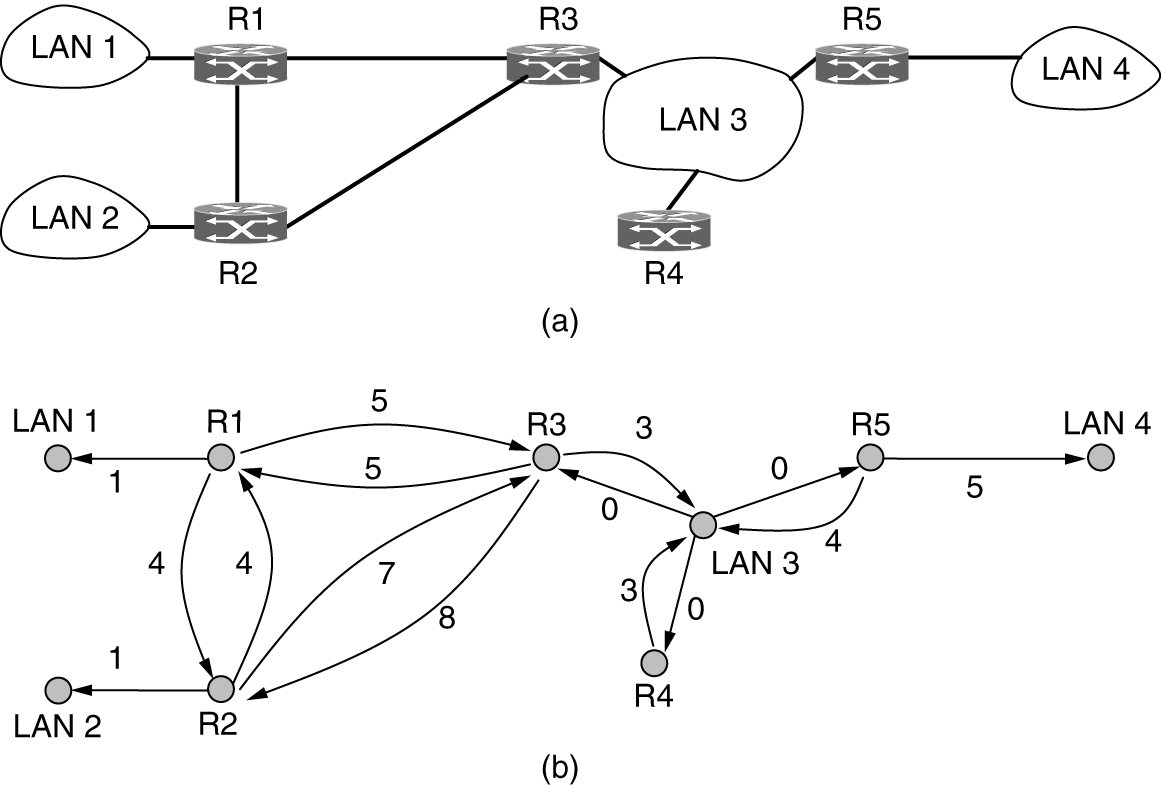 R1 R3 R5
LAN 1 LAN 4
LAN 3
LAN 2
R2 R4
(a)
5
LAN 1 R1 R3 3 R5 LAN 4
5 0
1 0 5
4 4 7 4
LAN 3
8 3 0
1
R4
LAN 2 R2
(b)